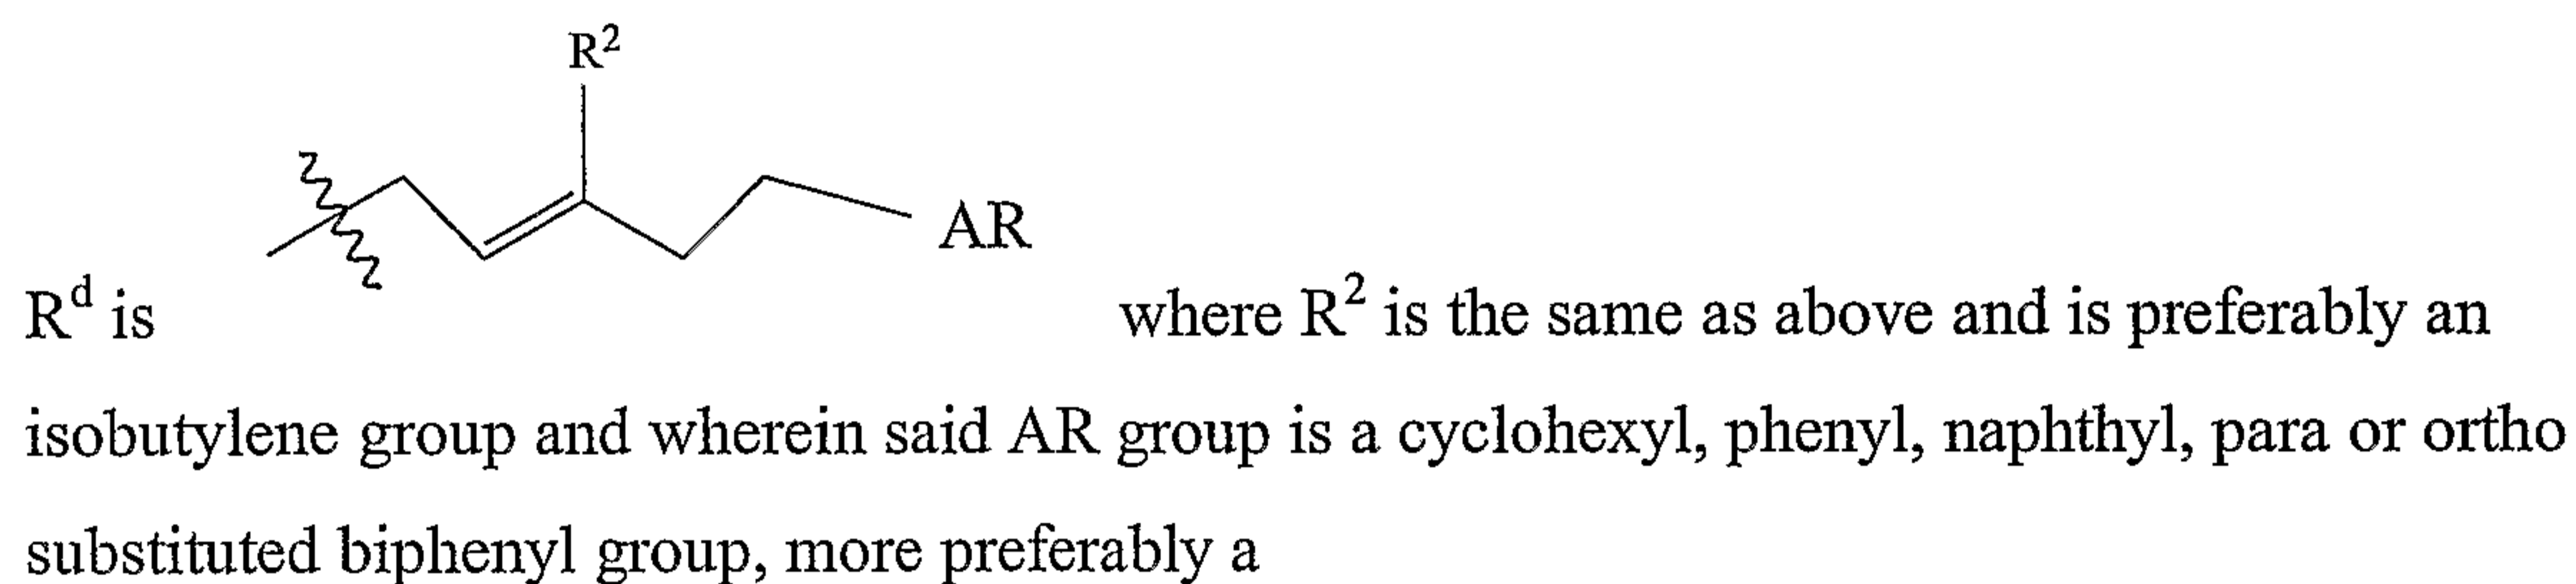 R²
AR
R^d is where R² is the same as above and is preferably an
isobutylene group and wherein said AR group is a cyclohexyl, phenyl, naphthyl, para or ortho
substituted biphenyl group, more preferably a